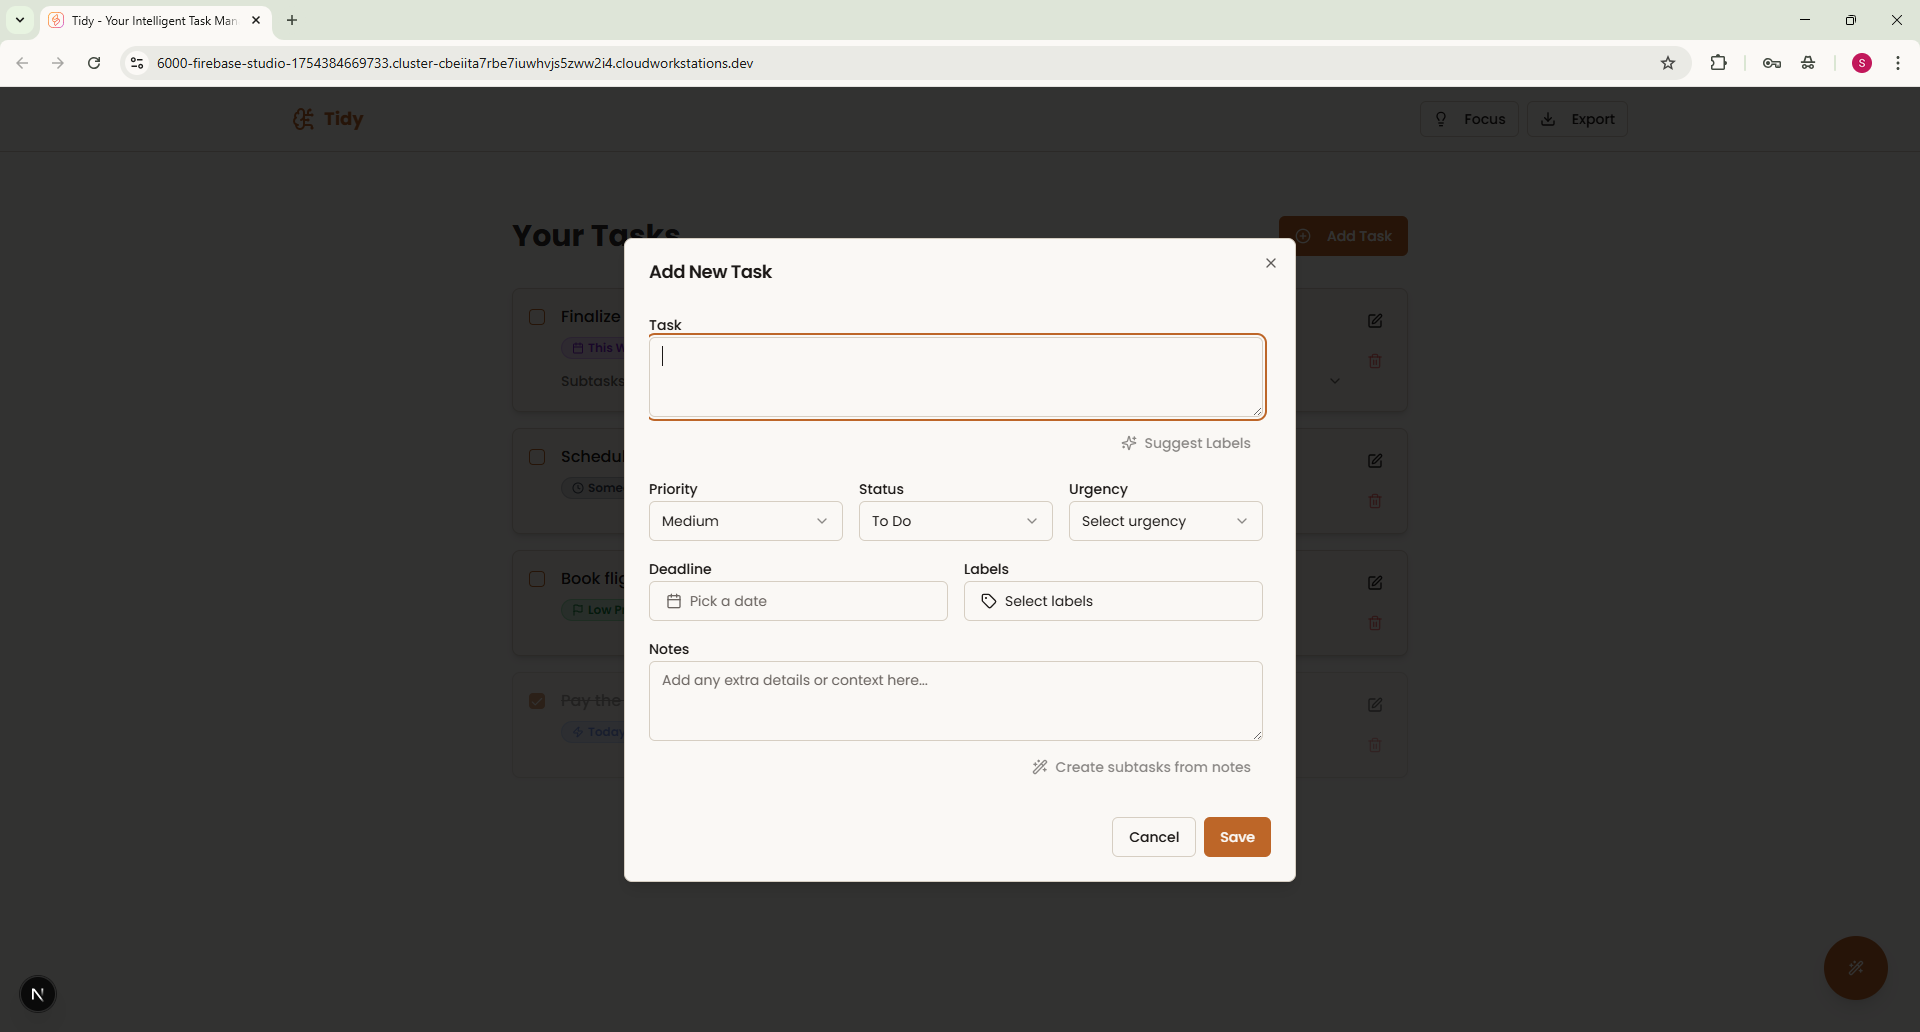 Tidy - Your Intelligent Task Man
6000-firebase-studio-1754384669733.cluster-cbeiita7rbe7iuwhvjs5zww2i4.cloudworkstations.dev
S
Tidy
Focus
Export
Your Tasks
Add Task
Add New Task
Finalize
This W
Subtasks
Schedul
Some
Book flig
Low Pr
Pay the
Today
Task
Suggest Labels
Priority
Status
Urgency
Medium
To Do
Select urgency
Deadline
Labels
Pick a date
Select labels
Notes
Add any extra details or context here...
Create subtasks from notes
Cancel
Save
N